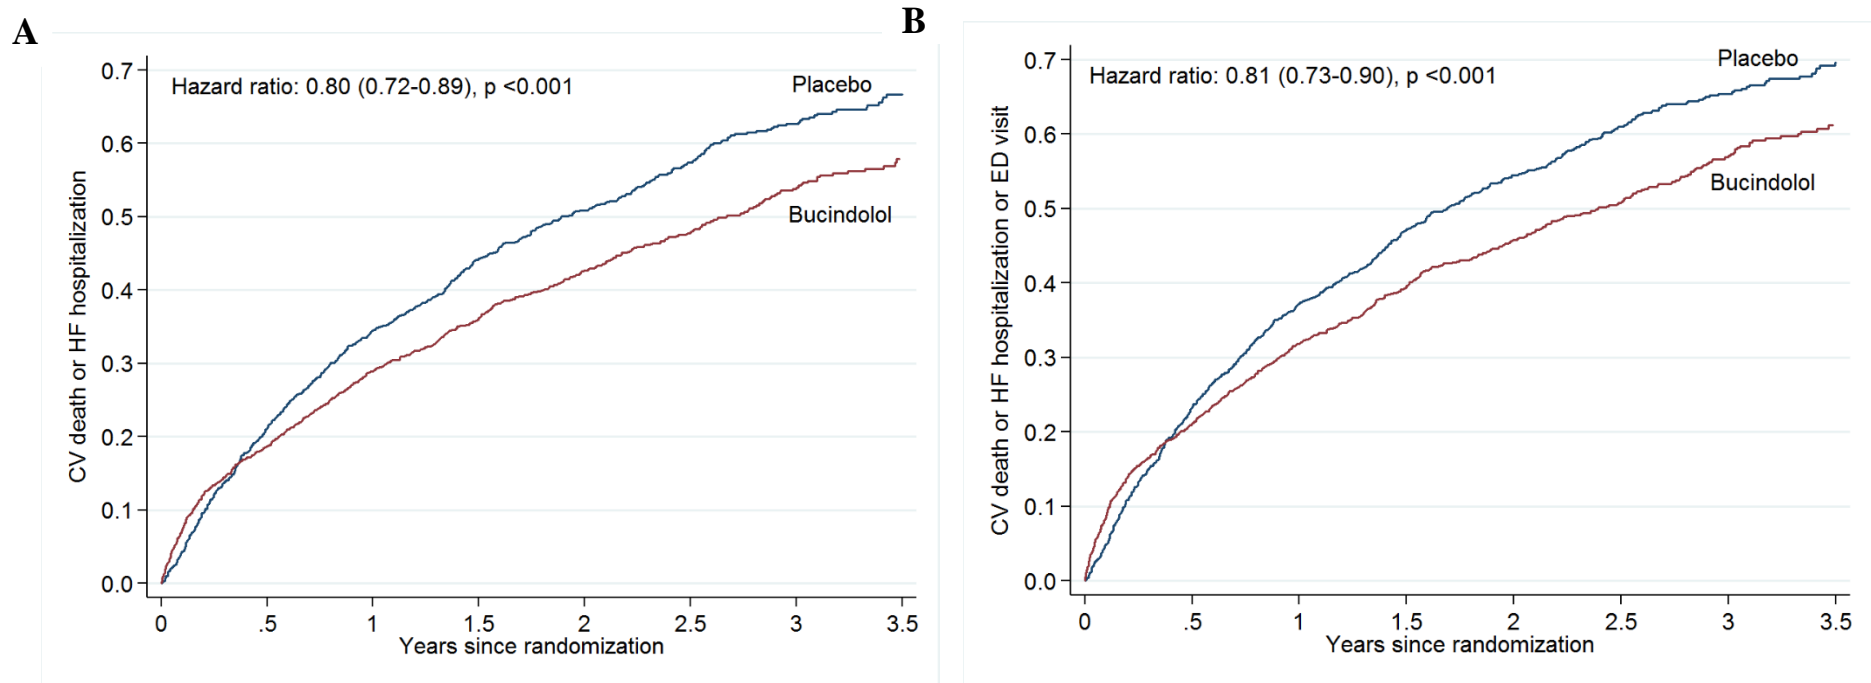 A
CV death or HF hospitalization
0.7
0.6
0.5
0.4
0.3
0.2
0.1
0.0
Hazard ratio: 0.80 (0.72-0.89), p <0.001
Placebo
Bucindolol
0 .5 1 1.5 2 2.5 3 3.5
Years since randomization
B
CV death or HF hospitalization or ED visit
0.7
0.6
0.5
0.4
0.3
0.2
0.1
0.0
Hazard ratio: 0.81 (0.73-0.90), p <0.001
Placebo
Bucindolol
0 .5 1 1.5 2 2.5 3 3.5
Years since randomization